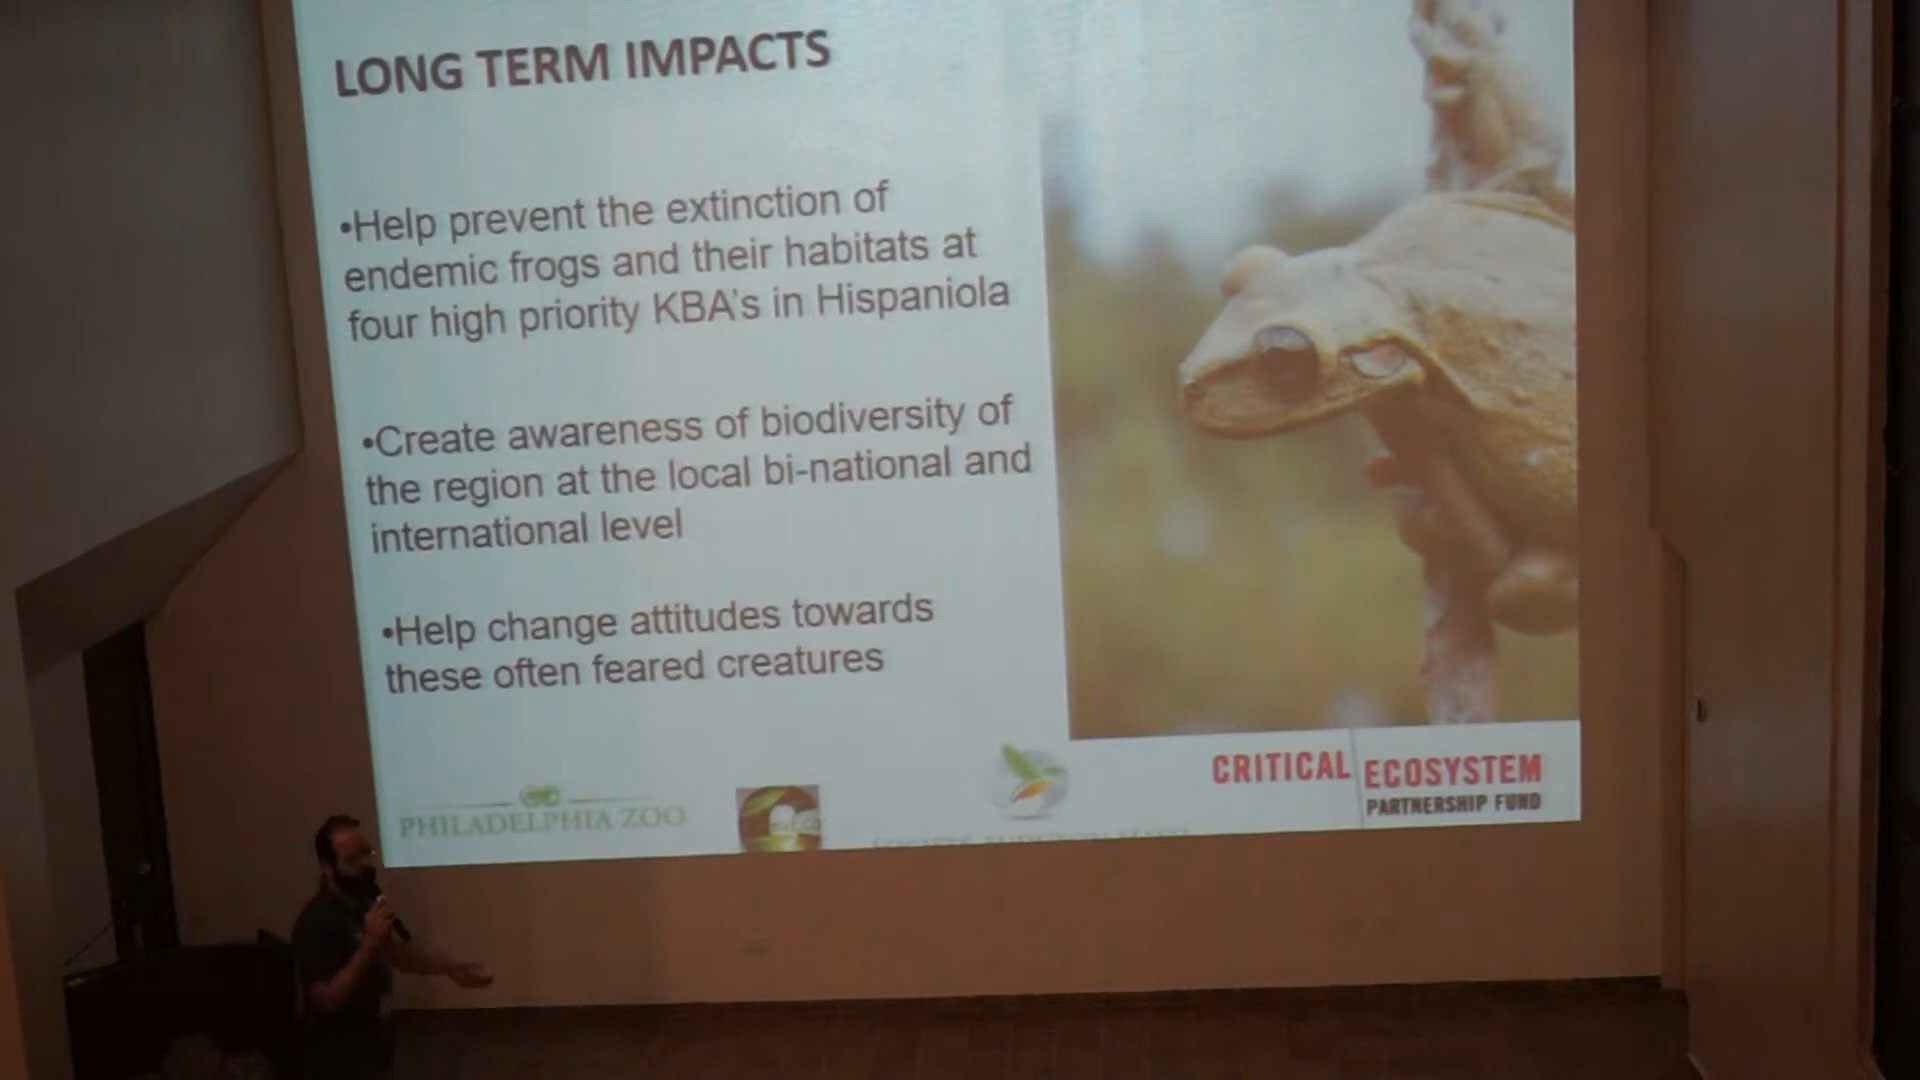 LONG TERM IMPACTS
•Help prevent the extinction of
endemic frogs and their habitats at
four high priority KBA's in Hispaniola
•Create awareness of biodiversity of
the region at the local bi-national and
international level
•Help change attitudes towards
these often feared creatures
PHILADELPHIA ZOO
CRITICAL ECOSYSTEM
PARTNERSHIP FUND